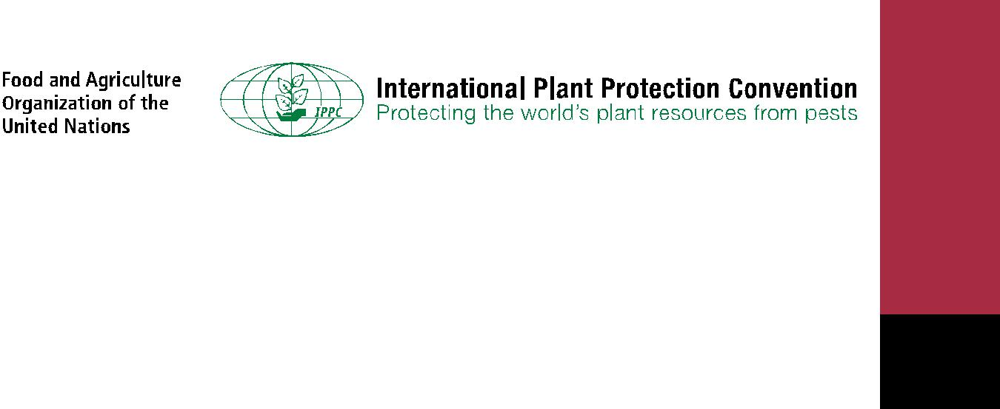 Food and Agriculture
Organization of the
United Nations
IPPC
International Plant Protection Convention
Protecting the world's plant resources from pests